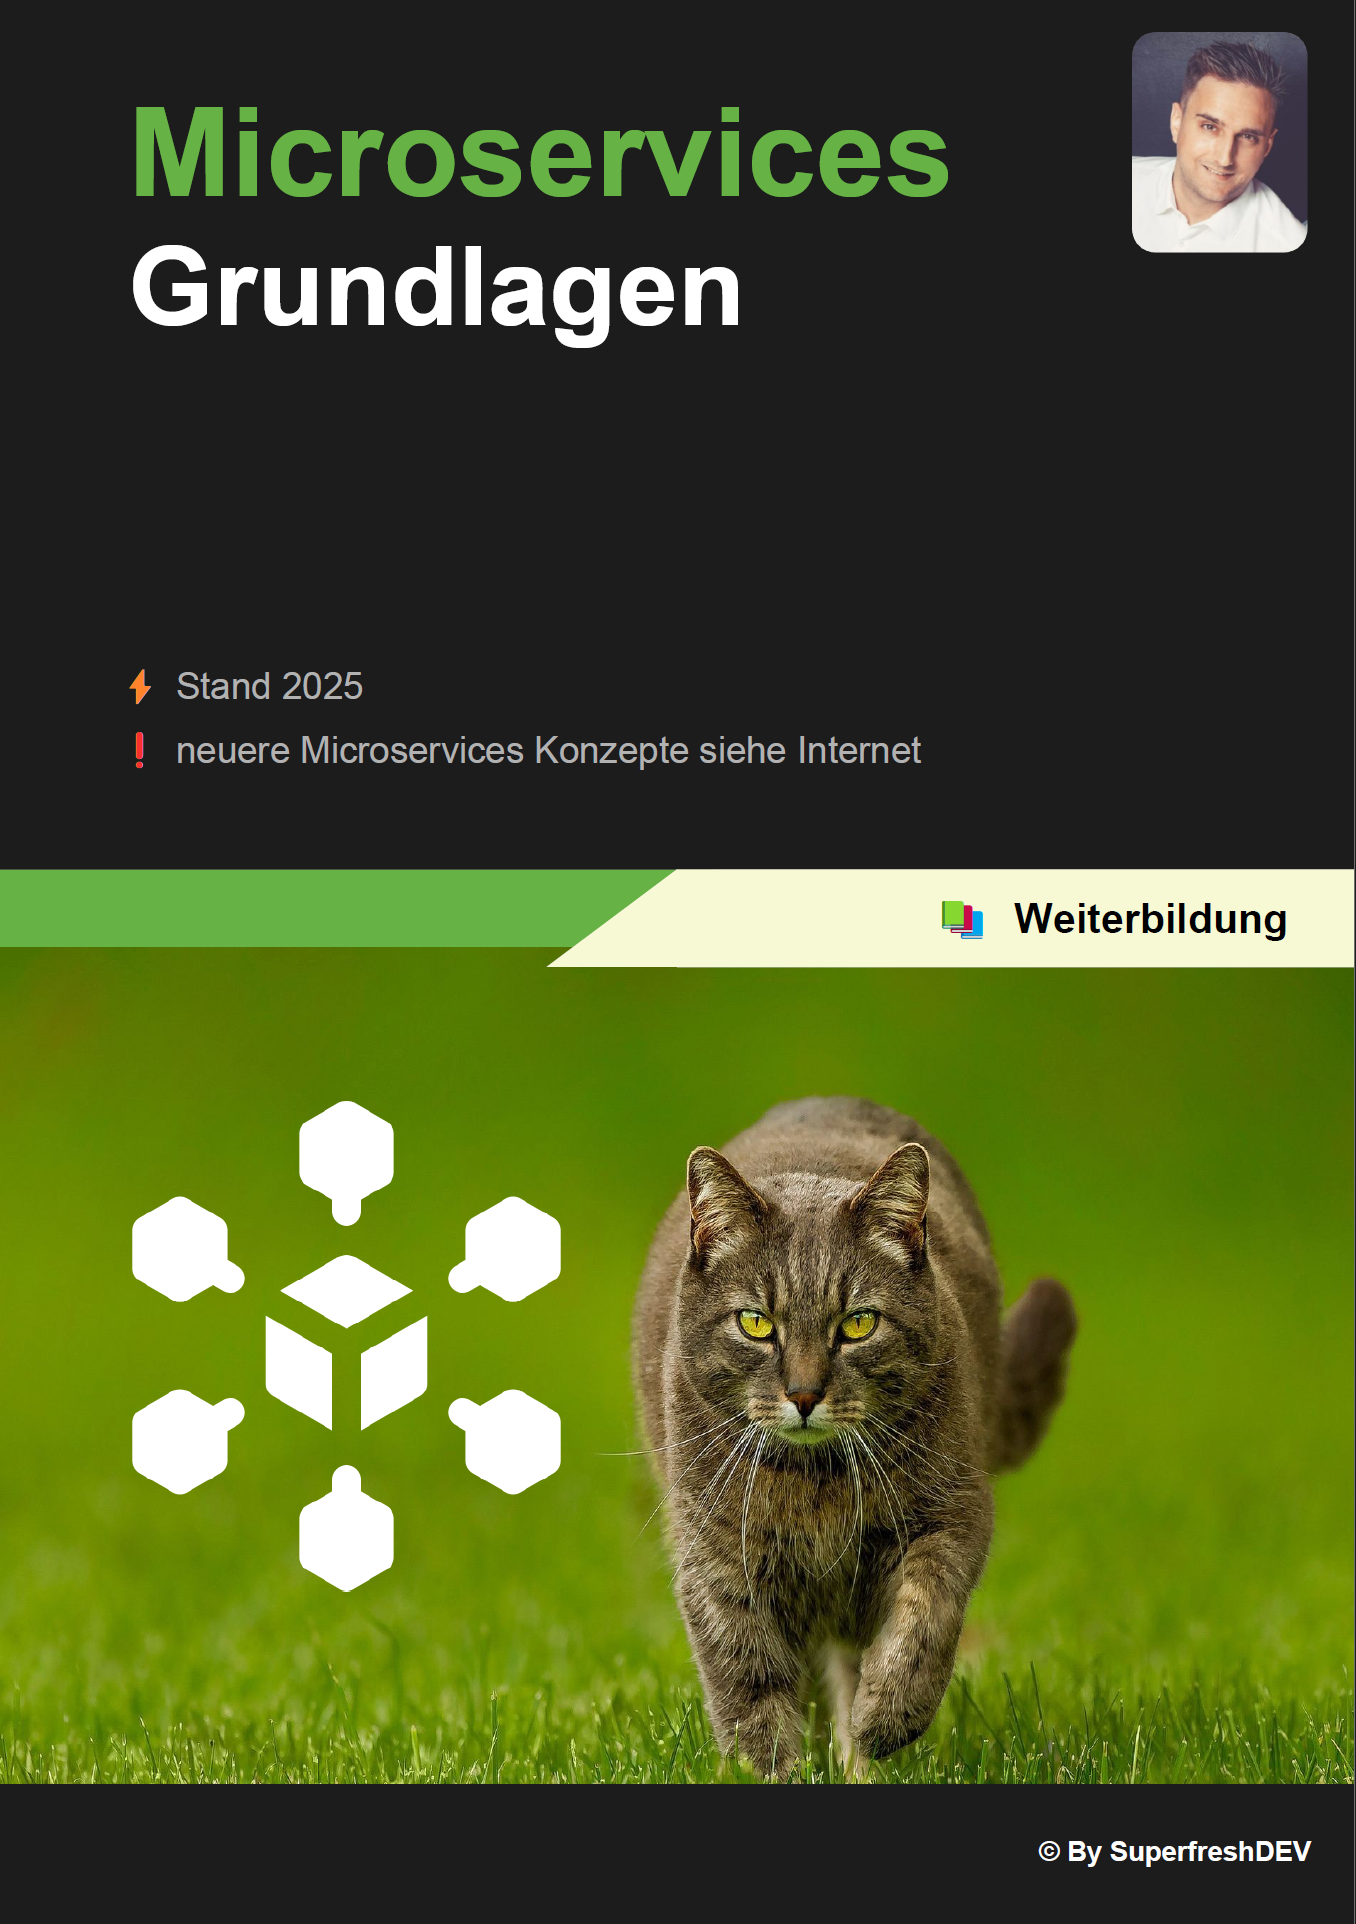 Microservices
Grundlagen
Stand 2025
neuere Microservices Konzepte siehe Internet
Weiterbildung
© By SuperfreshDEV